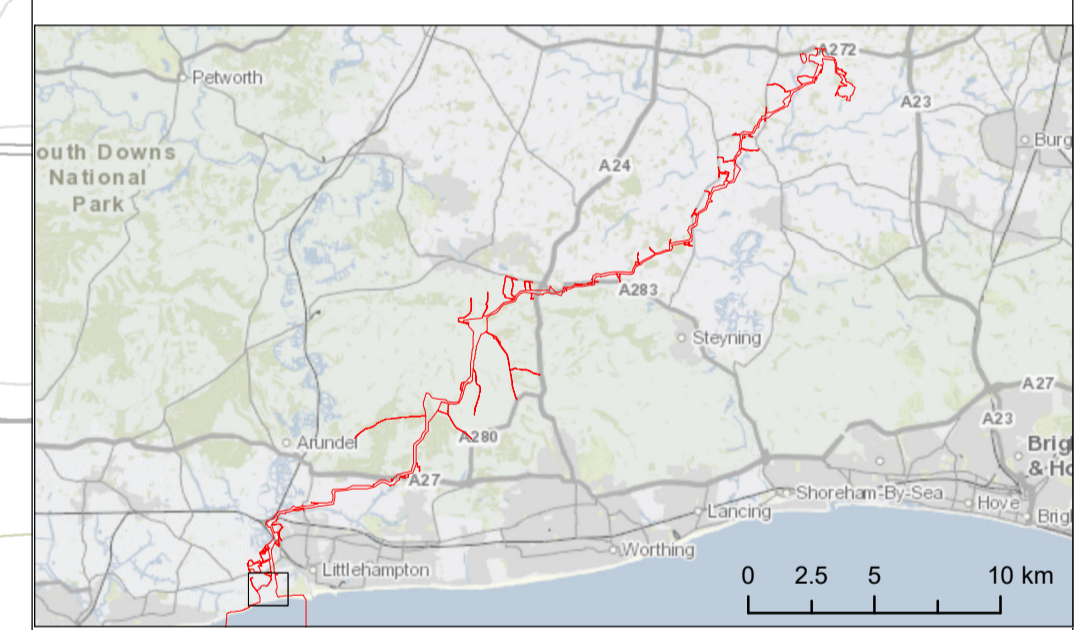 A272
Petworth
A23
Burg
outh Downs
National
Park
A24
A283
Steyning
A27
A23
Arundel
A280
Brig
& Ho
A27
Shoreham-By-Sea
Hove
Lancing
Brig
Worthing
Littlehampton
0 2.5 5 10 km